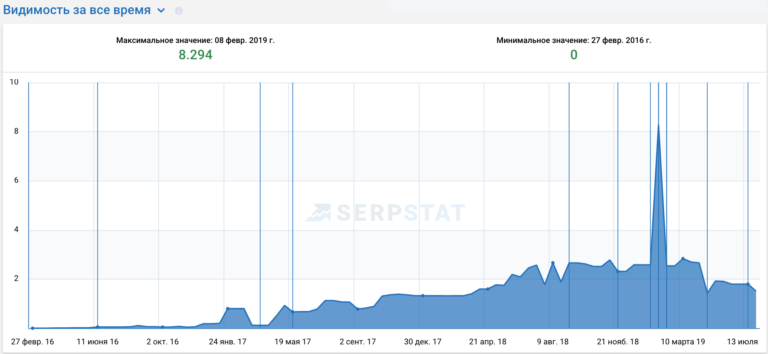 Видимость за все время
Максимальное значение: 08 февр. 2019 г.
8.294
Минимальное значение: 27 февр. 2016 г.
0
10
8
6
4
2
SERPSTAT
27 февр. 16 11 июня 16 2 окт. 16 24 янв. 17 19 мая 17 2 сент. 17 30 дек. 17 21 апр. 18 9 авг. 18 21 нояб. 18 10 марта 19 13 июля